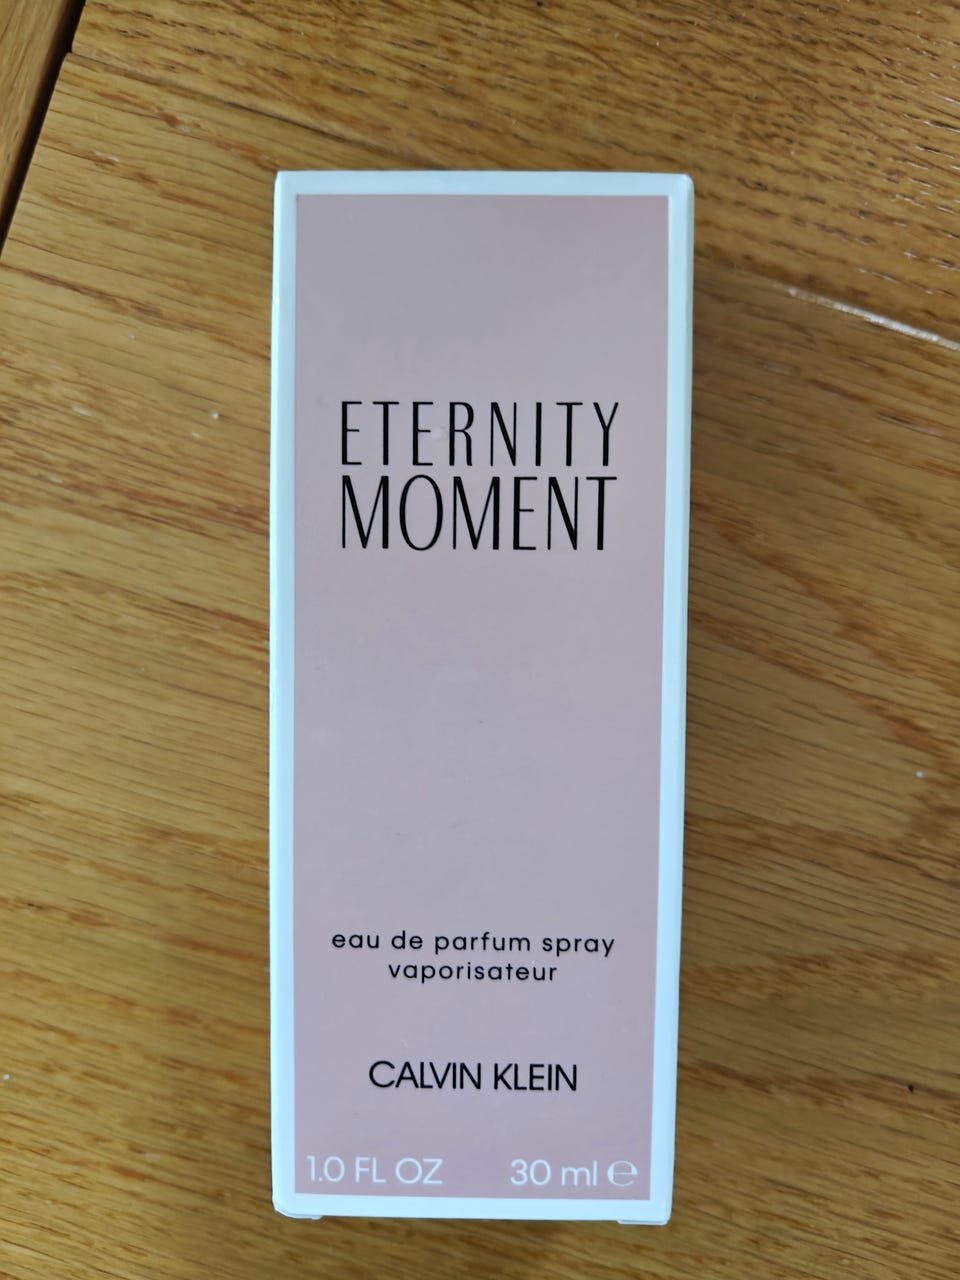 ETERNITY
MOMENT
eau de parfum spray
vaporisateur
CALVIN KLEIN
1.0 FL OZ 30 ml ℮